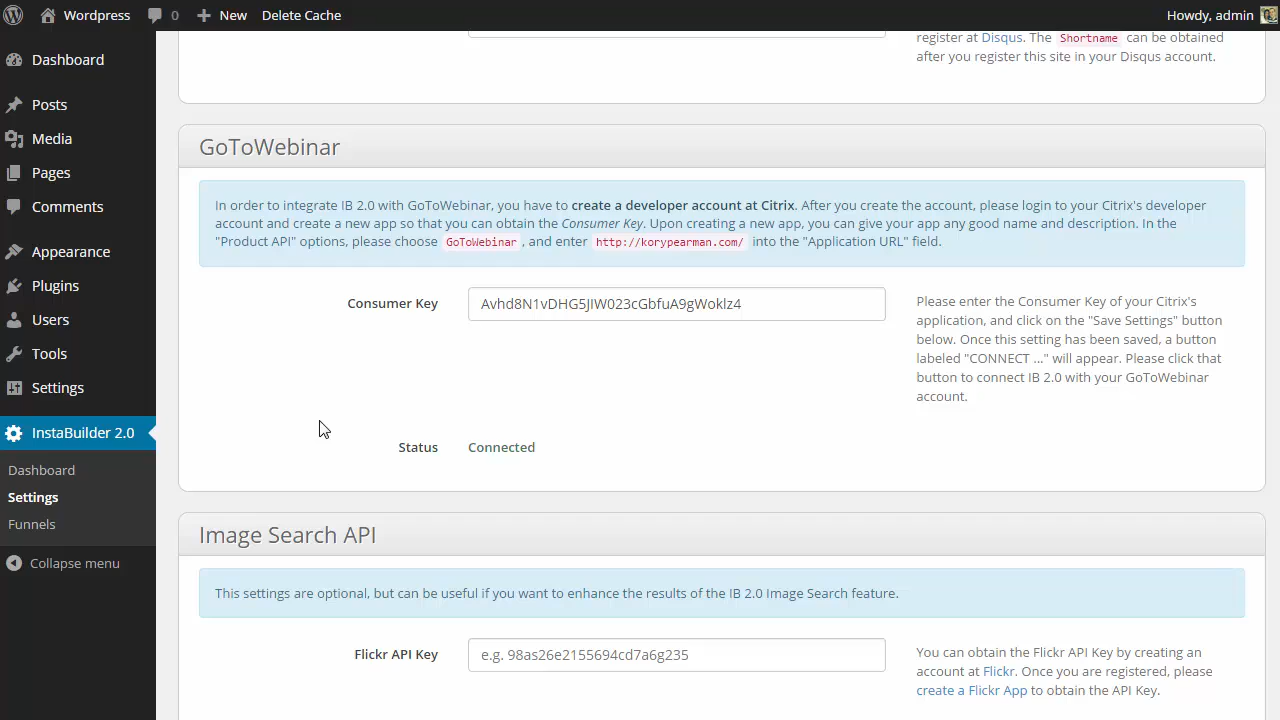 Wordpress 0 New Delete Cache Howdy, admin
Dashboard
Posts
Media
Pages
Comments
Appearance
Plugins
Users
Tools
Settings
InstaBuilder 2.0
Dashboard
Settings
Funnels
Collapse menu
register at Disqus. The Shortname can be obtained
after you register this site in your Disqus account.
GoToWebinar
In order to integrate IB 2.0 with GoToWebinar, you have to create a developer account at Citrix. After you create the account, please login to your Citrix's developer
account and create a new app so that you can obtain the Consumer Key. Upon creating a new app, you can give your app any good name and description. In the
"Product API" options, please choose GoToWebinar, and enter http://korypearman.com/ into the "Application URL" field.
Consumer Key
Avhd8N1vDHG5JIW023cGbfuA9gWoklz4
Please enter the Consumer Key of your Citrix's
application, and click on the "Save Settings" button
below. Once this setting has been saved, a button
labeled "CONNECT ..." will appear. Please click that
button to connect IB 2.0 with your GoToWebinar
account.
Status Connected
Image Search API
This settings are optional, but can be useful if you want to enhance the results of the IB 2.0 Image Search feature.
Flickr API Key
e.g. 98as26e2155694cd7a6g235
You can obtain the Flickr API Key by creating an
account at Flickr. Once you are registered, please
create a Flickr App to obtain the API Key.